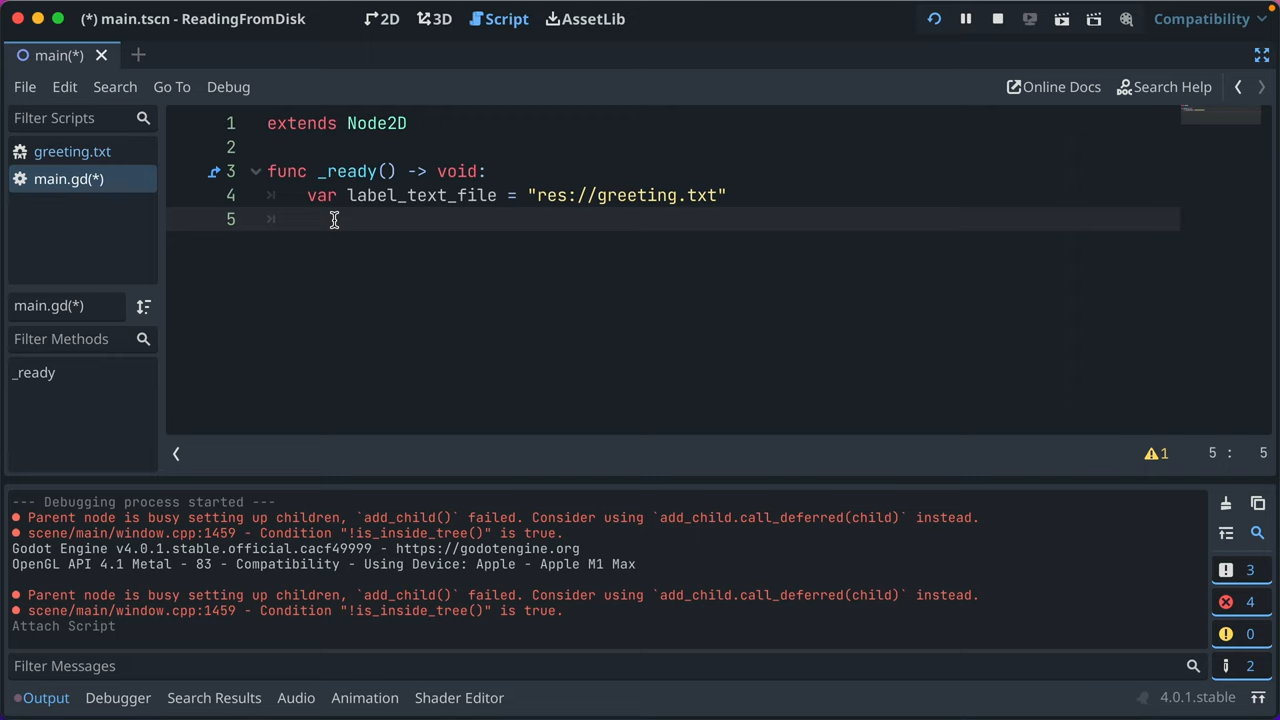 (*) main.tscn - ReadingFromDisk
2D 3D Script AssetLib
Compatibility
main(*)
File Edit Search Go To Debug
Online Docs Search Help
Filter Scripts
greeting.txt
main.gd(*)
main.gd(*)
Filter Methods
_ready
1 extends Node2D
2
3 func _ready() -> void:
4 var label_text_file = "res://greeting.txt"
5
1 5 : 5
--- Debugging process started ---
Parent node is busy setting up children, `add_child()` failed. Consider using `add_child.call_deferred(child)` instead.
scene/main/window.cpp:1459 - Condition "!is_inside_tree()" is true.
Godot Engine v4.0.1.stable.official.cacf49999 - https://godotengine.org
OpenGL API 4.1 Metal - 83 - Compatibility - Using Device: Apple - Apple M1 Max
Parent node is busy setting up children, `add_child()` failed. Consider using `add_child.call_deferred(child)` instead.
scene/main/window.cpp:1459 - Condition "!is_inside_tree()" is true.
Attach Script
3
4
0
2
Filter Messages
Output Debugger Search Results Audio Animation Shader Editor
4.0.1.stable